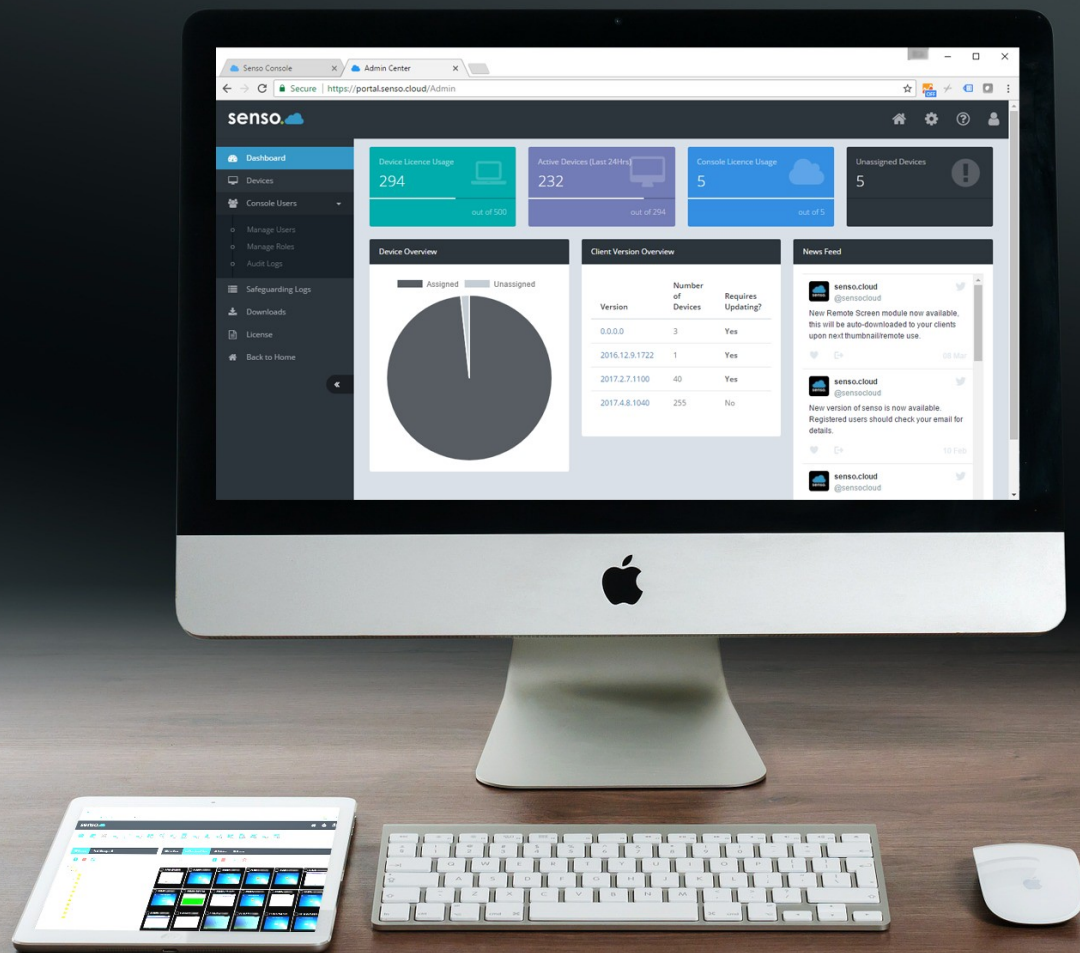 Senso Console
Admin Center
Secure
https://portal.senso.cloud/Admin
OFF
senso.
Dashboard
Devices
Console Users
Manage Users
Manage Roles
Audit Logs
Safeguarding Logs
Downloads
License
Back to Home
Device Licence Usage
294
out of 500
Active Devices (Last 24Hrs)
232
out of 294
Console Licence Usage
5
out of 5
Unassigned Devices
5
Device Overview
Assigned
Unassigned
Client Version Overview
Version
Number
of
Devices
Requires
Updating?
0.0.0.0
3
Yes
2016.12.9.1722
1
Yes
2017.2.7.1100
40
Yes
2017.4.8.1040
255
No
News Feed
senso.cloud
@sensocloud
New Remote Screen module now available,
this will be auto-downloaded to your clients
upon next thumbnail/remote use.
08 Mar
senso.cloud
@sensocloud
New version of senso is now available.
Registered users should check your email for
details.
10 Feb
senso.cloud
@sensocloud
senso.
Q W E R T Y U I O P
A S D F G H J K L
Z X C V B N M